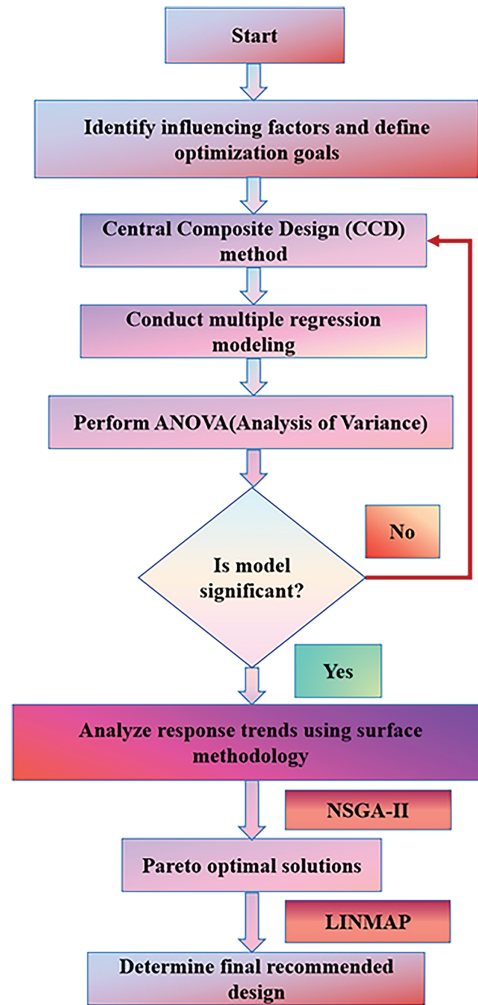 Start
Identify influencing factors and define
optimization goals
Central Composite Design (CCD)
method
Conduct multiple regression
modeling
Perform ANOVA(Analysis of Variance)
No
Is model
significant?
Yes
Analyze response trends using surface
methodology
NSGA-II
Pareto optimal solutions
LINMAP
Determine final recommended
design